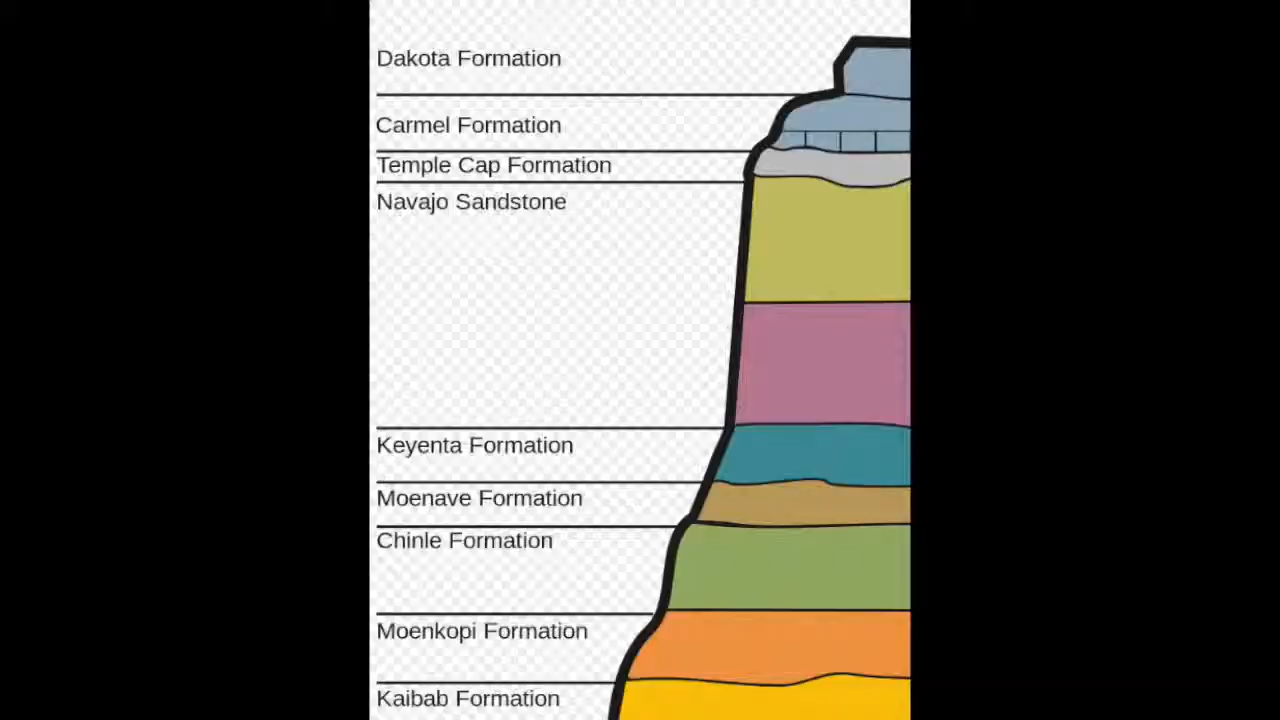 Dakota Formation
Carmel Formation
Temple Cap Formation
Navajo Sandstone
Keyenta Formation
Moenave Formation
Chinle Formation
Moenkopi Formation
Kaibab Formation